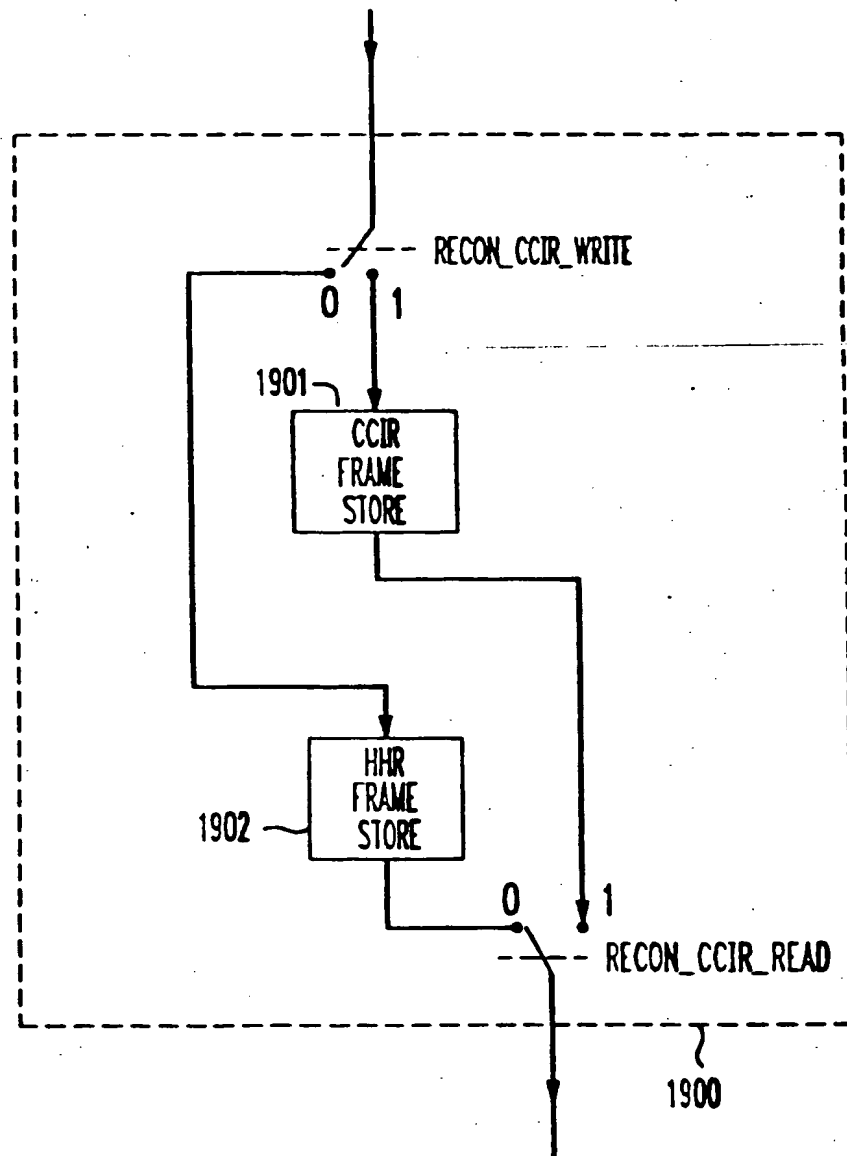 RECON_CCIR_WRITE
0 1
1901
CCIR
FRAME
STORE
HHR
FRAME
STORE
1902
0 1
RECON_CCIR_READ
1900